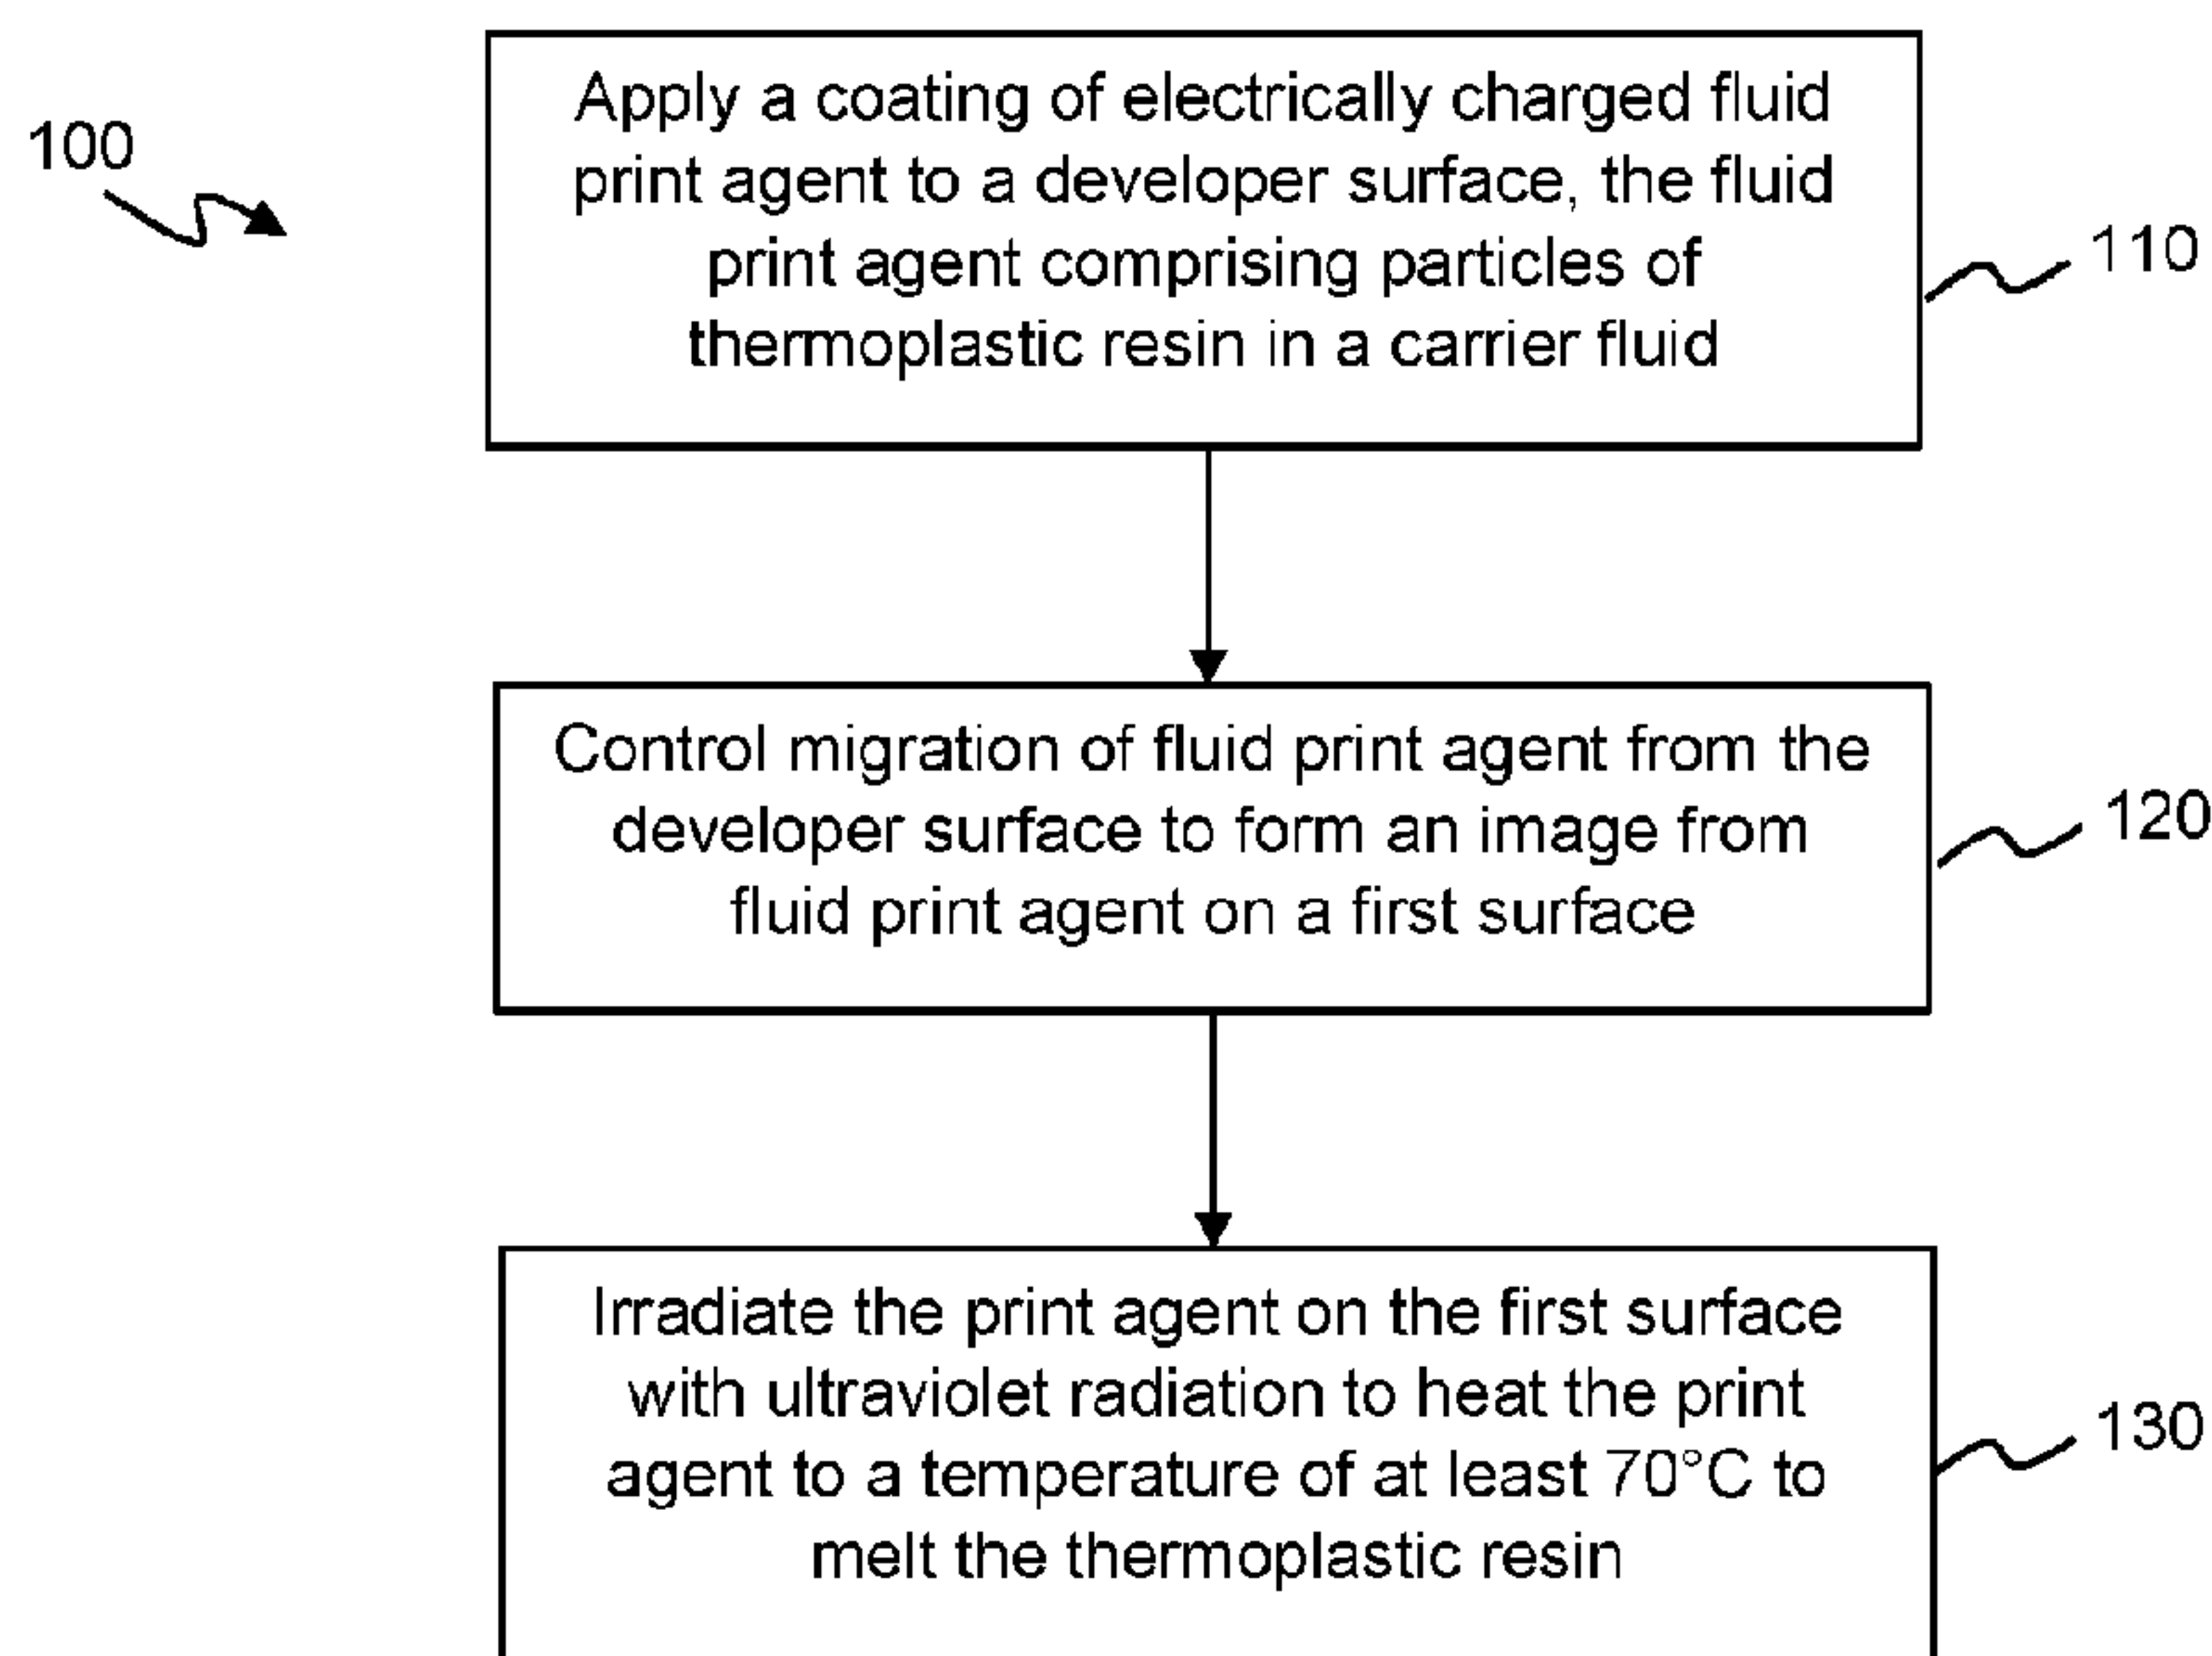 100
Apply a coating of electrically charged fluid
print agent to a developer surface, the fluid
print agent comprising particles of
thermoplastic resin in a carrier fluid
110
Control migration of fluid print agent from the
developer surface to form an image from
fluid print agent on a first surface
120
Irradiate the print agent on the first surface
with ultraviolet radiation to heat the print
agent to a temperature of at least 70°C to
melt the thermoplastic resin
130